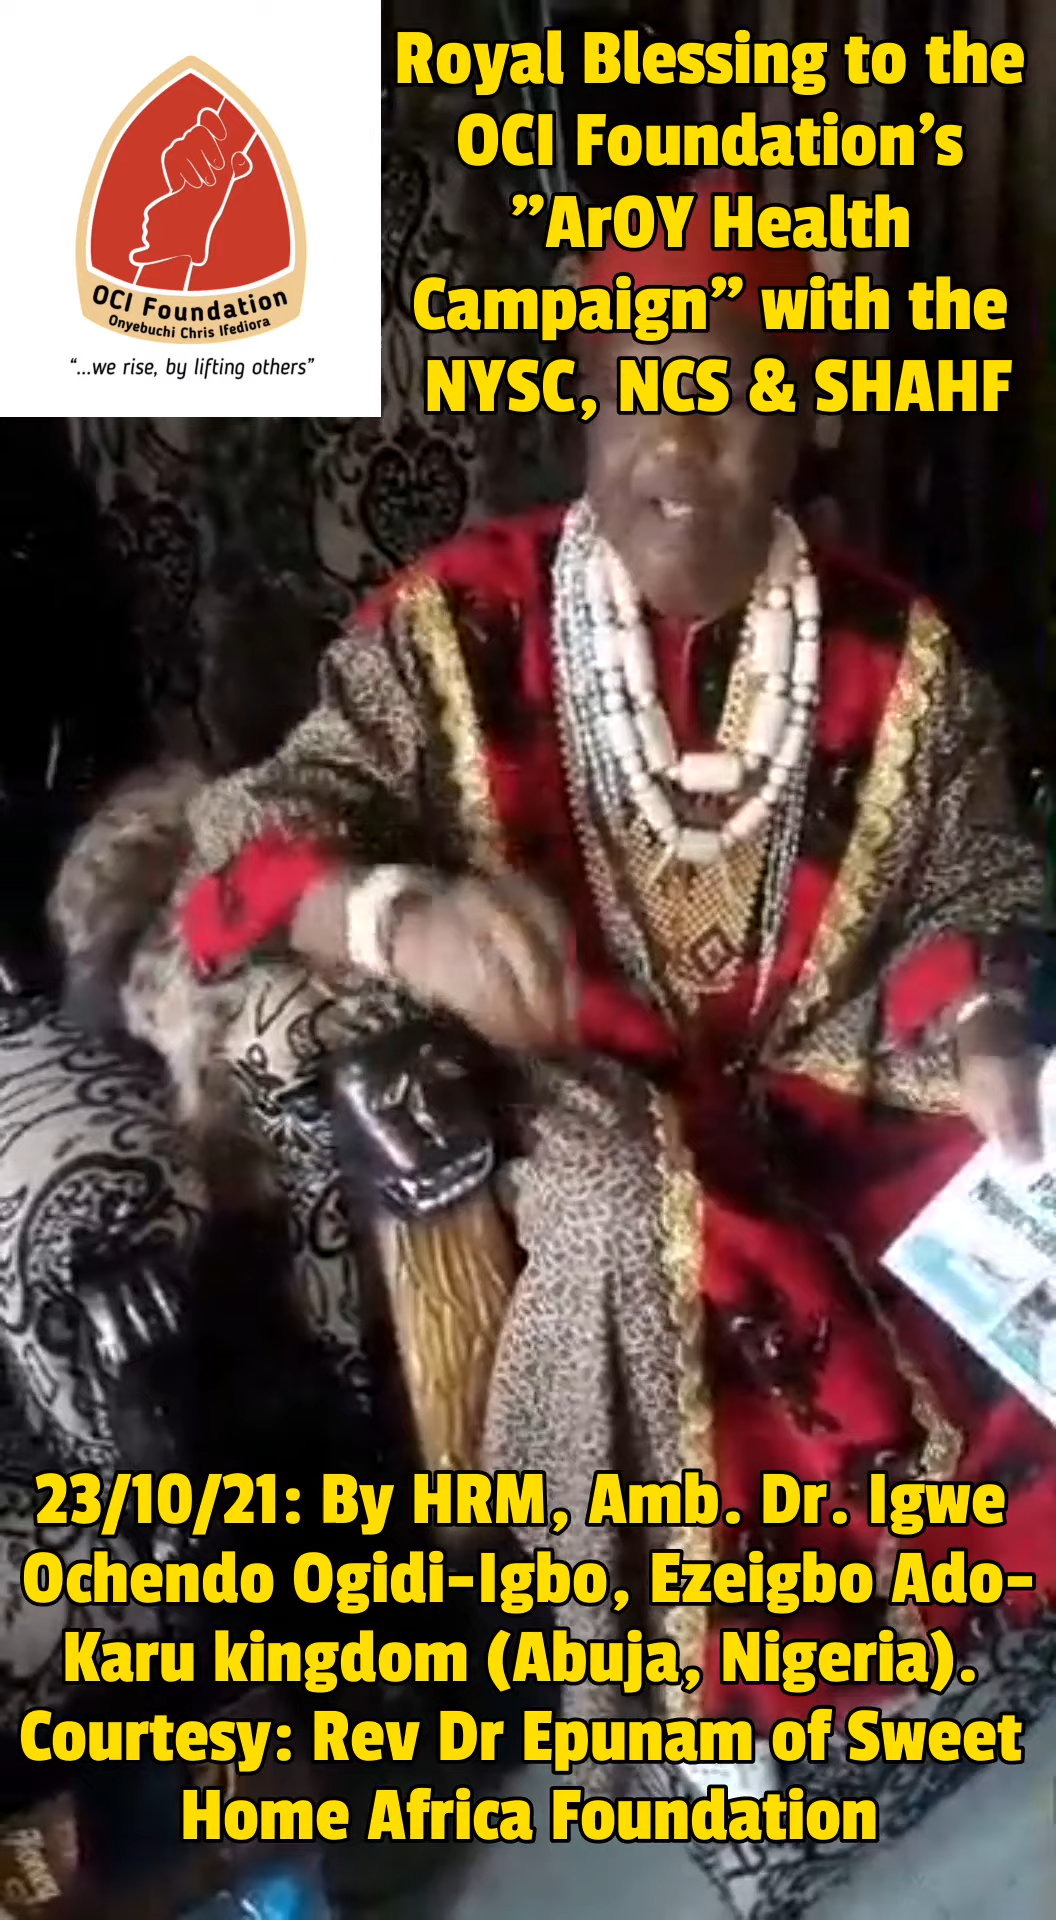 OCI Foundation
Onyebuchi Chris Ifediora
“...we rise, by lifting others”
Royal Blessing to the
OCI Foundation’s
”ArOY Health
Campaign” with the
NYSC, NCS & SHAHF
23/10/21: By HRM, Amb. Dr. Igwe
Ochendo Ogidi-Igbo, Ezeigbo Ado-
Karu kingdom (Abuja, Nigeria).
Courtesy: Rev Dr Epunam of Sweet
Home Africa Foundation